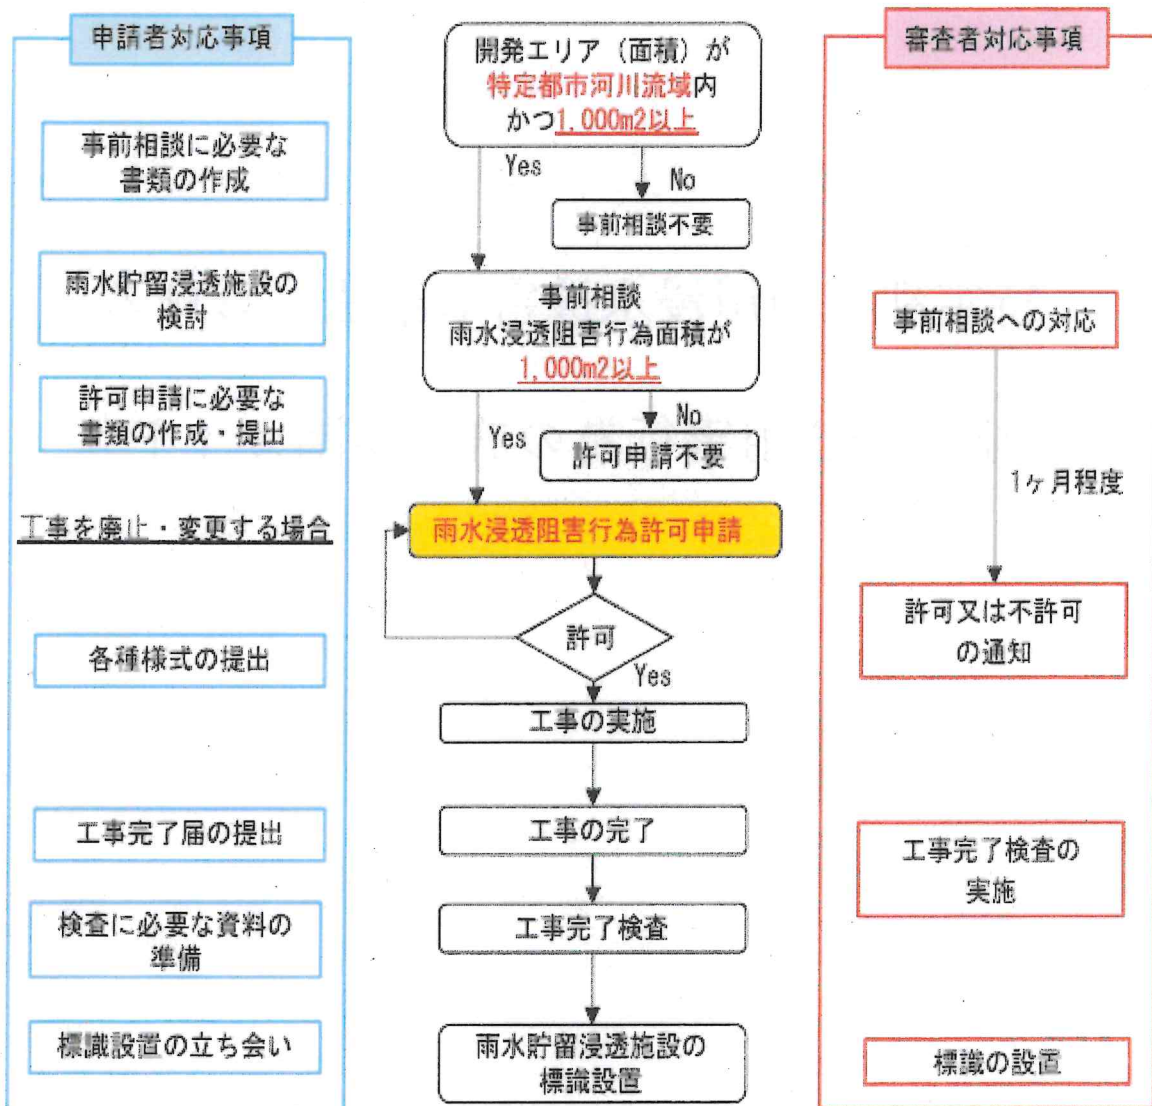 申請者対応事項
事前相談に必要な
書類の作成
雨水貯留浸透施設の
検討
許可申請に必要な
書類の作成・提出
工事を廃止・変更する場合
各種様式の提出
工事完了届の提出
検査に必要な資料の
準備
標識設置の立ち会い
開発エリア（面積）が
特定都市河川流域内
かつ1,000m2以上
Yes
No
事前相談不要
事前相談
雨水浸透阻害行為面積が
1,000m2以上
Yes
No
許可申請不要
雨水浸透阻害行為許可申請
許可
Yes
工事の実施
工事の完了
工事完了検査
雨水貯留浸透施設の
標識設置
審査者対応事項
事前相談への対応
1ヶ月程度
許可又は不許可
の通知
工事完了検査の
実施
標識の設置